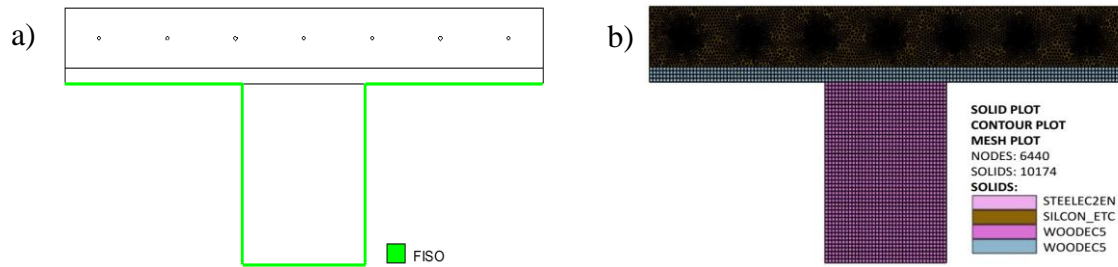 a)
FISO
b)
SOLID PLOT
CONTOUR PLOT
MESH PLOT
NODES: 6440
SOLIDS: 10174
SOLIDS:
STEELEC2EN
SILCON_ETC
WOODEC5
WOODEC5